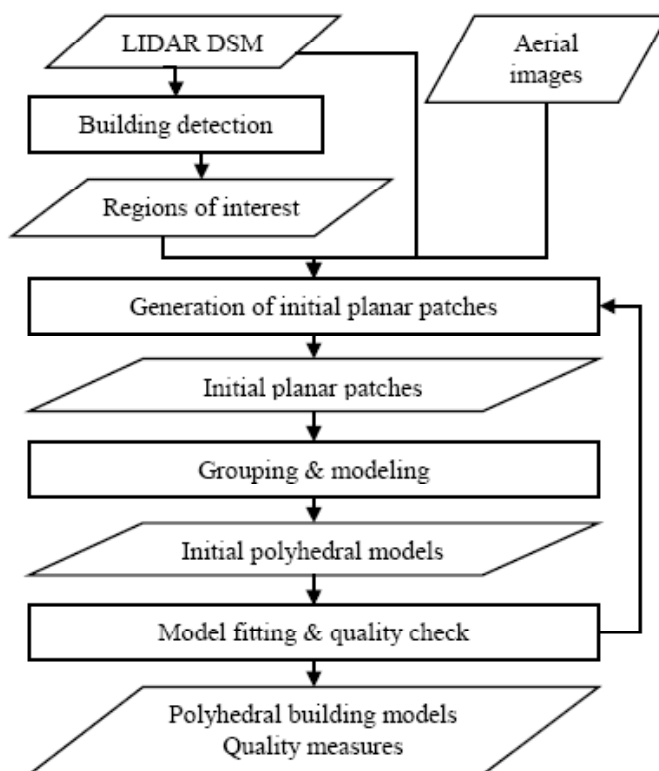 LIDAR DSM
Aerial
images
Building detection
Regions of interest
Generation of initial planar patches
Initial planar patches
Grouping & modeling
Initial polyhedral models
Model fitting & quality check
Polyhedral building models
Quality measures